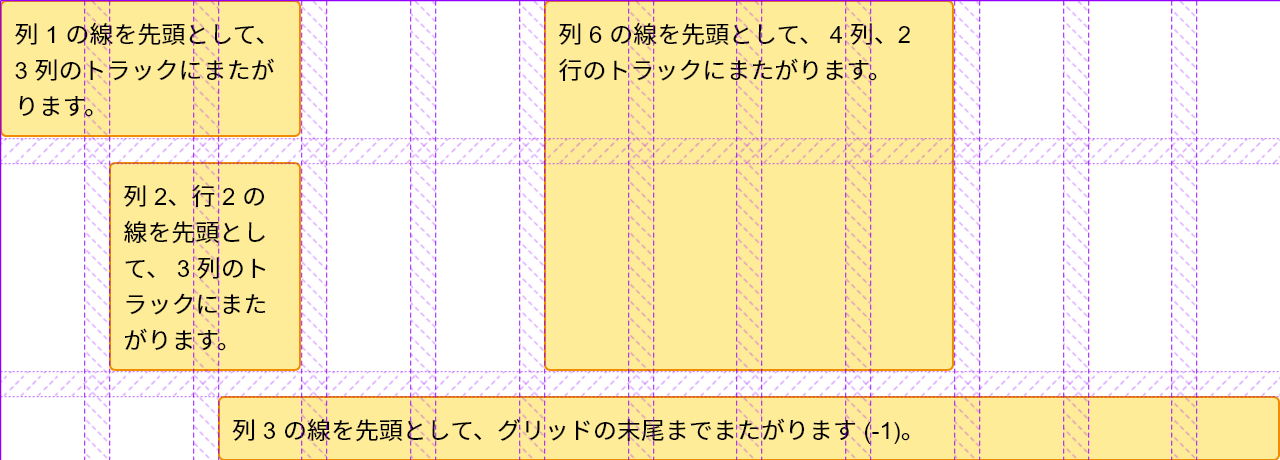 列 1 の線を先頭として、
3 列のトラックにまたが
ります。
列 6 の線を先頭として、 4 列、2
行のトラックにまたがります。
列 2、行 2 の
線を先頭とし
て、 3 列のト
ラックにまた
がります。
列 3 の線を先頭として、グリッドの末尾までまたがります (-1)。